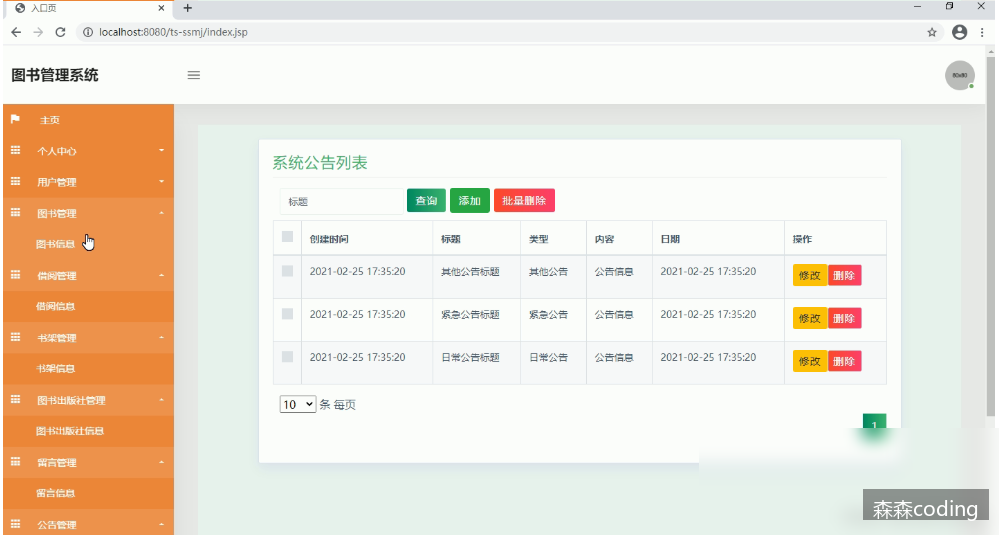 入口页
localhost:8080/ts-ssmj/index.jsp
图书管理系统
主页
个人中心
用户管理
图书管理
图书信息
借阅管理
借阅信息
书架管理
书架信息
图书出版社管理
图书出版社信息
留言管理
留言信息
公告管理
系统公告列表
标题 查询 添加 批量删除
创建时间 标题 类型 内容 日期 操作
2021-02-25 17:35:20 其他公告标题 其他公告 公告信息 2021-02-25 17:35:20 修改 删除
2021-02-25 17:35:20 紧急公告标题 紧急公告 公告信息 2021-02-25 17:35:20 修改 删除
2021-02-25 17:35:20 日常公告标题 日常公告 公告信息 2021-02-25 17:35:20 修改 删除
10 条 每页
1
森森coding